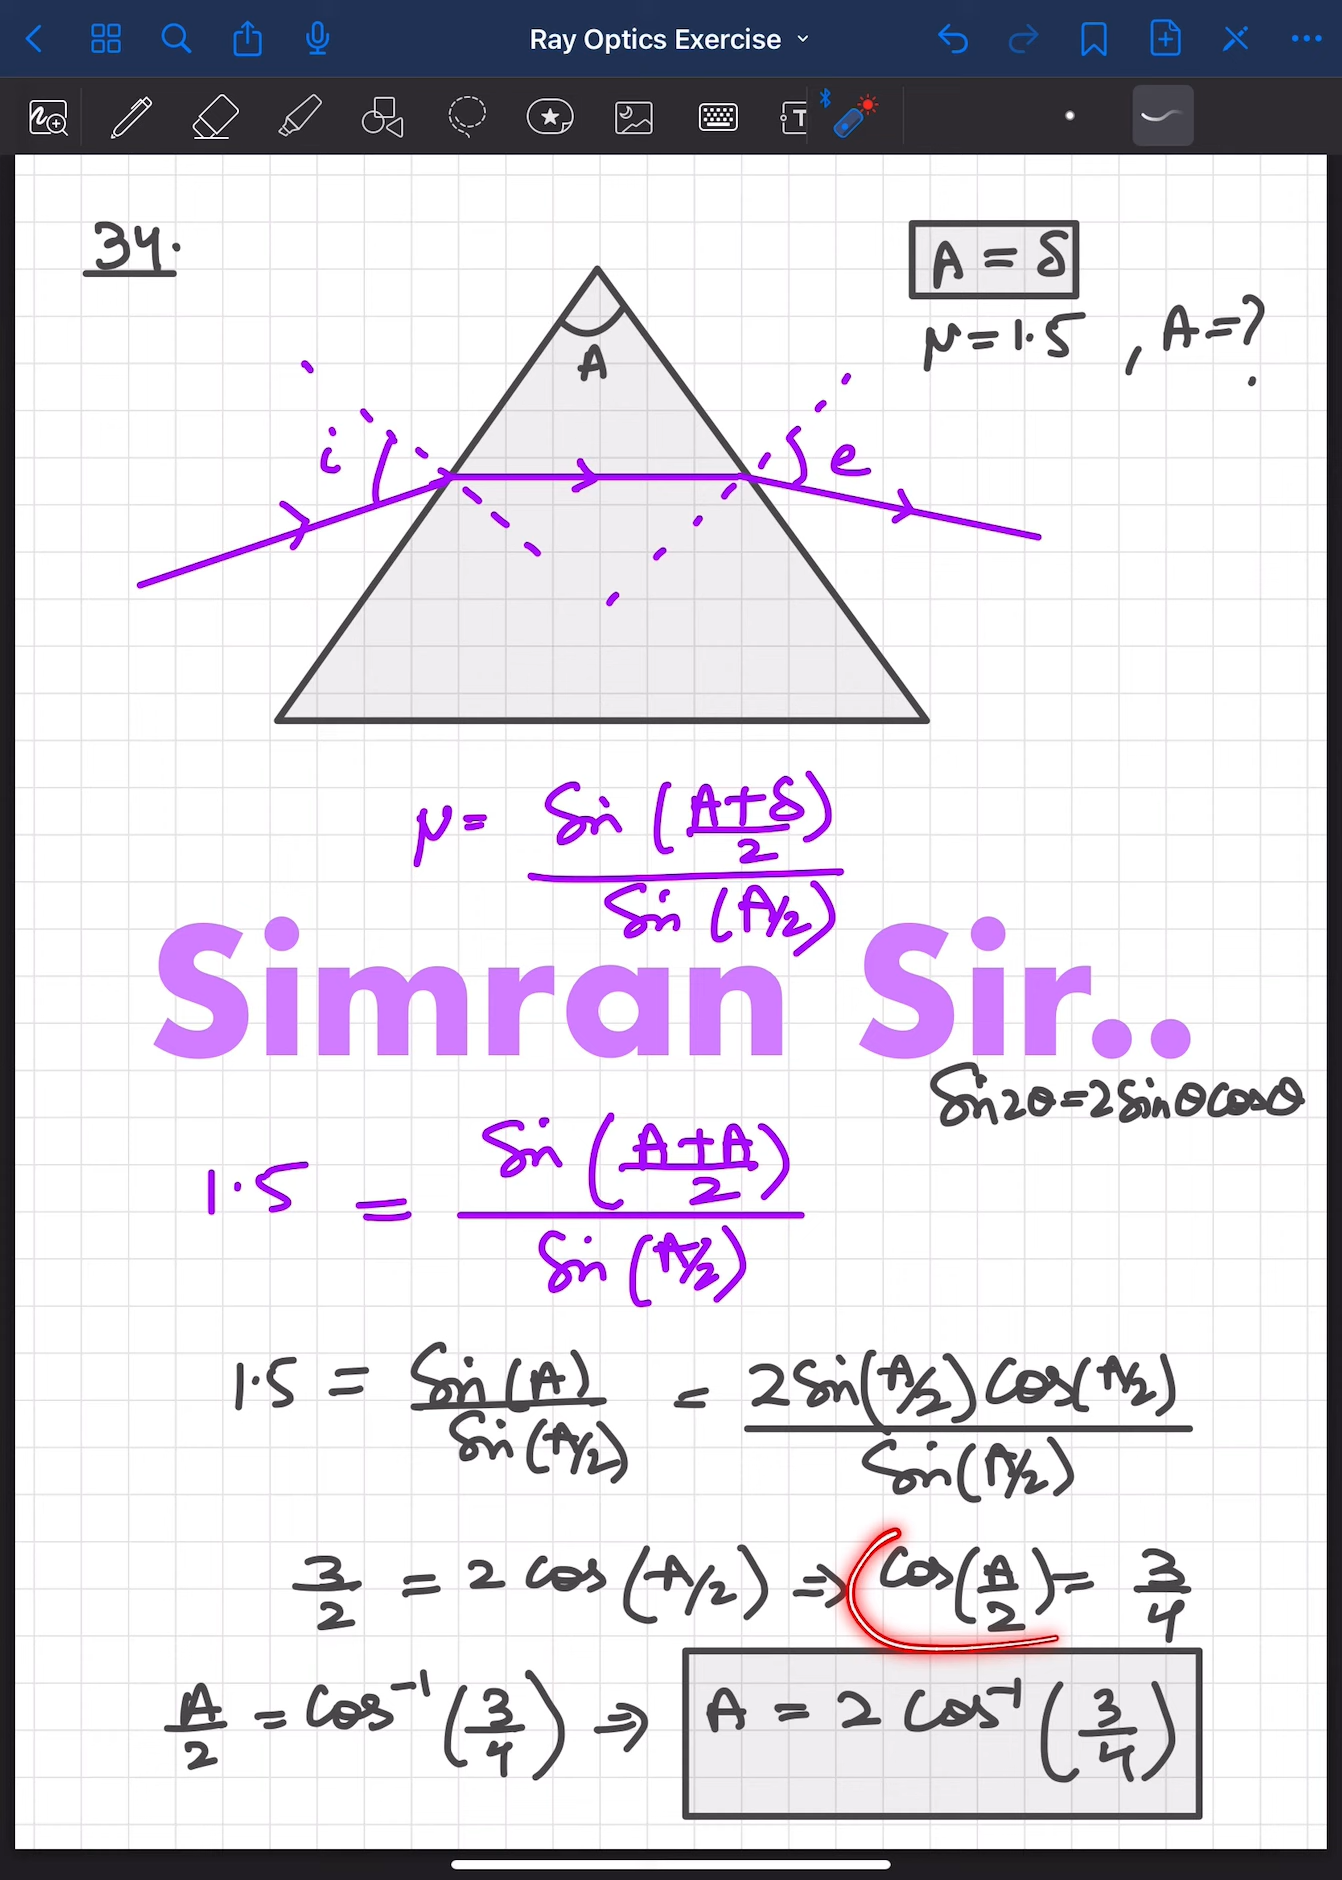 Ray Optics Exercise
34.
A = δ
μ = 1.5 , A = ?
A
i
e
μ = Sin (A+δ/2) / Sin (A/2)
Simran Sir..
Sin2θ=2SinθCosθ
1.5 = Sin (A+A/2) / Sin (A/2)
1.5 = Sin(A) / Sin(A/2) = 2Sin(A/2) Cos(A/2) / Sin(A/2)
3/2 = 2 Cos (A/2) ⇒ Cos(A/2) = 3/4
A/2 = Cos⁻¹ (3/4) ⇒ A = 2 Cos⁻¹ (3/4)